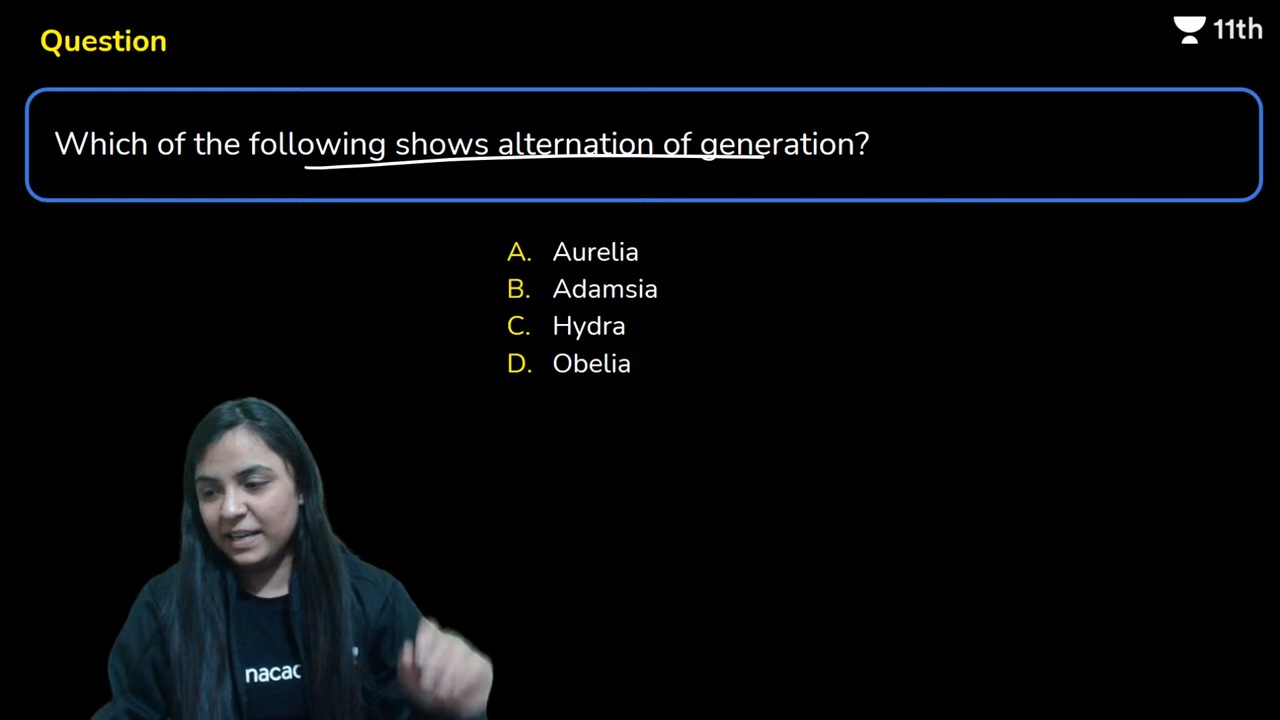 Question
11th
Which of the following shows alternation of generation?
A. Aurelia
B. Adamsia
C. Hydra
D. Obelia
nacac